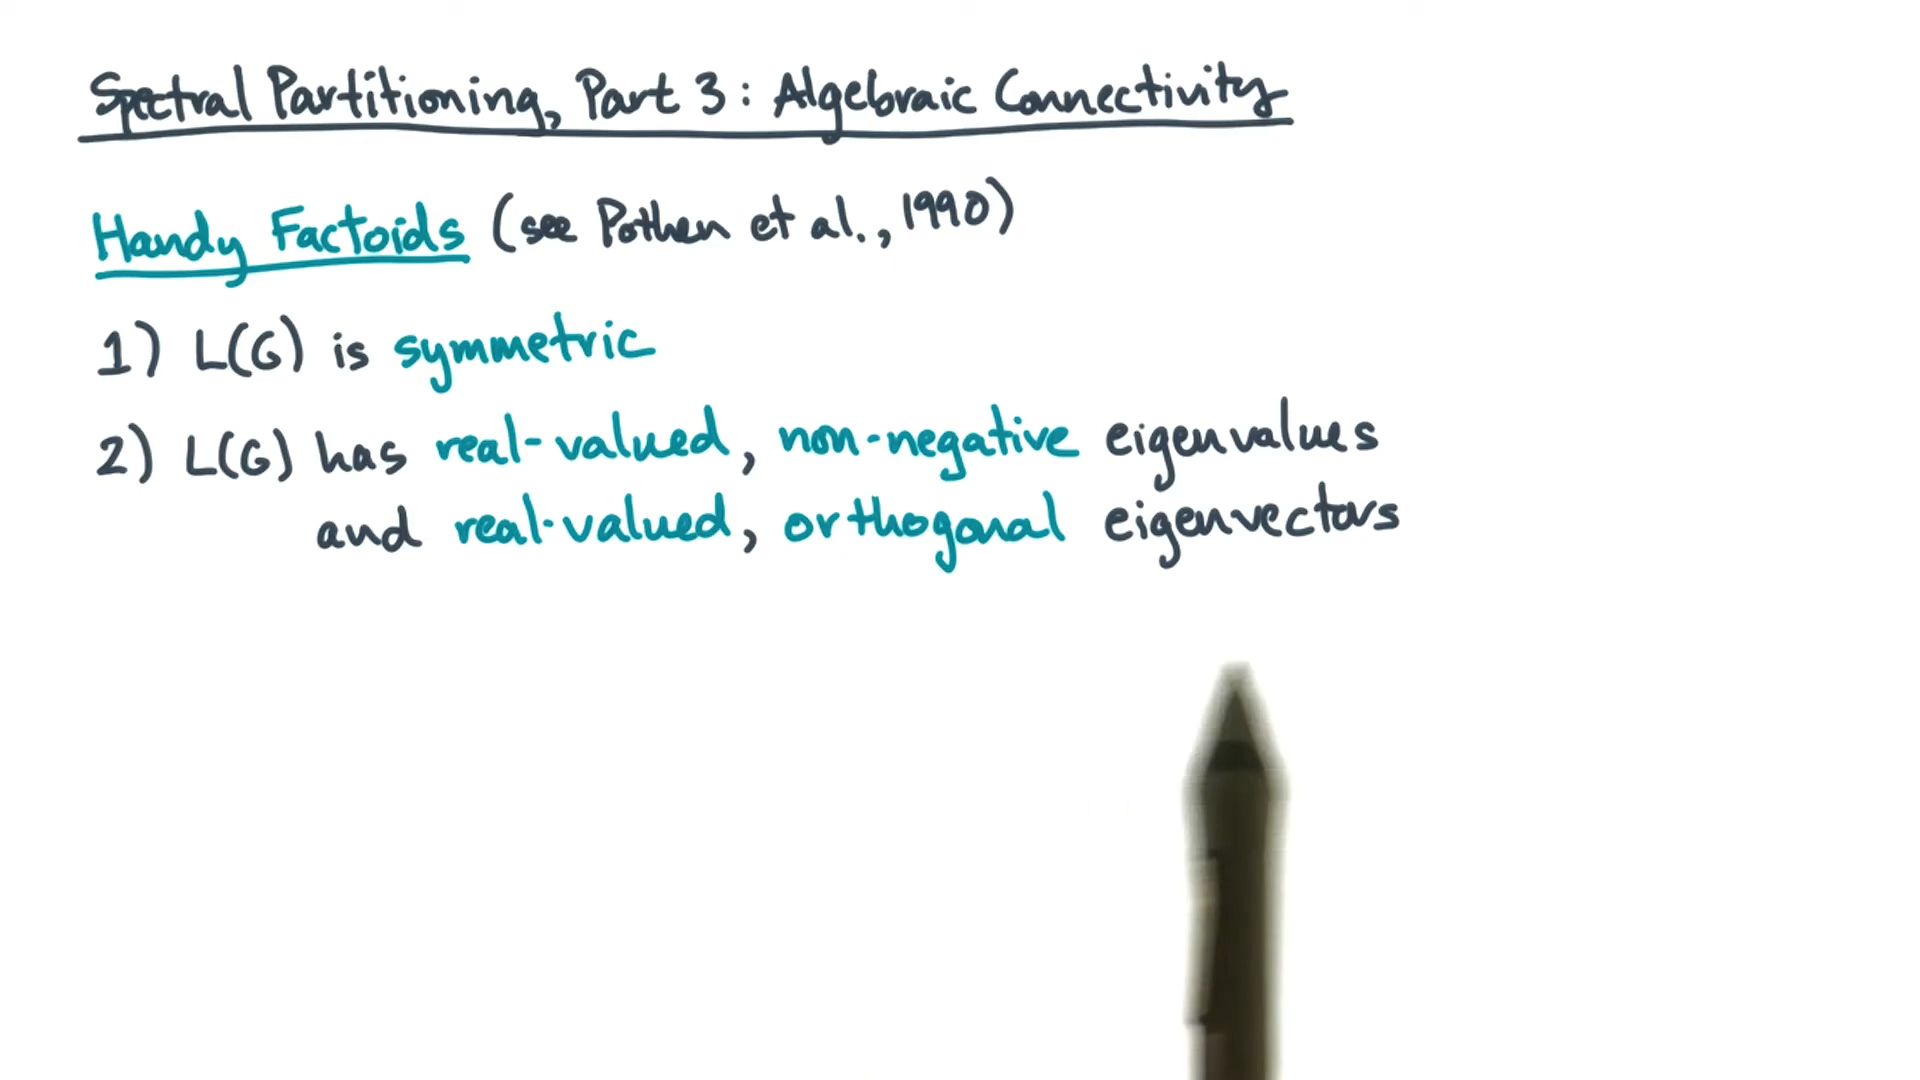 Spectral Partitioning, Part 3: Algebraic Connectivity
Handy Factoids (see Pothen et al., 1990)
1) L(G) is symmetric
2) L(G) has real-valued, non-negative eigenvalues
and real-valued, orthogonal eigenvectors